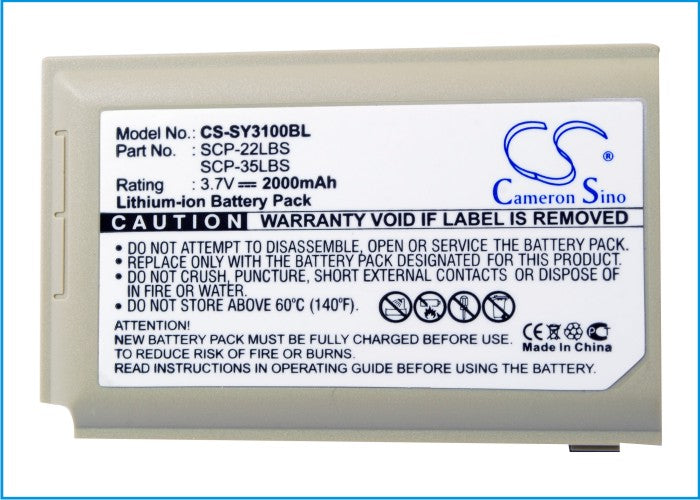 Model No.: CS-SY3100BL
Part No. : SCP-22LBS
SCP-35LBS
Rating : 3.7V 2000mAh
Lithium-ion Battery Pack
CS
Cameron Sino
CAUTION WARRANTY VOID IF LABEL IS REMOVED
• DO NOT ATTEMPT TO DISASSEMBLE, OPEN OR SERVICE THE BATTERY PACK.
• REPLACE ONLY WITH THE BATTERY PACK DESIGNATED FOR THIS PRODUCT.
• DO NOT CRUSH, PUNCTURE, SHORT EXTERNAL CONTACTS OR DISPOSE OF
IN FIRE OR WATER.
• DO NOT STORE ABOVE 60°C (140°F).
ATTENTION!
NEW BATTERY PACK MUST BE FULLY CHARGED BEFORE USE.
TO REDUCE RISK OF FIRE OR BURNS.
READ INSTRUCTIONS IN OPERATING GUIDE BEFORE USING THE BATTERY PACK.
CE
Made In China